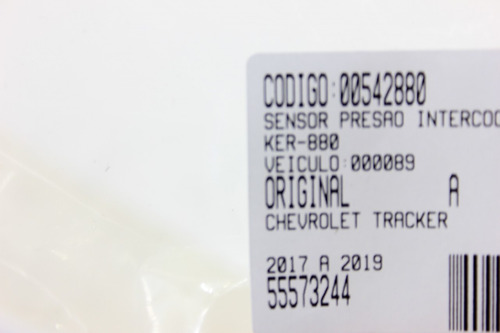 CODIGO:00542880
SENSOR PRESAO INTERCOO
KER-880
VEICULO:000089
ORIGINAL A
CHEVROLET TRACKER
2017 A 2019
55573244